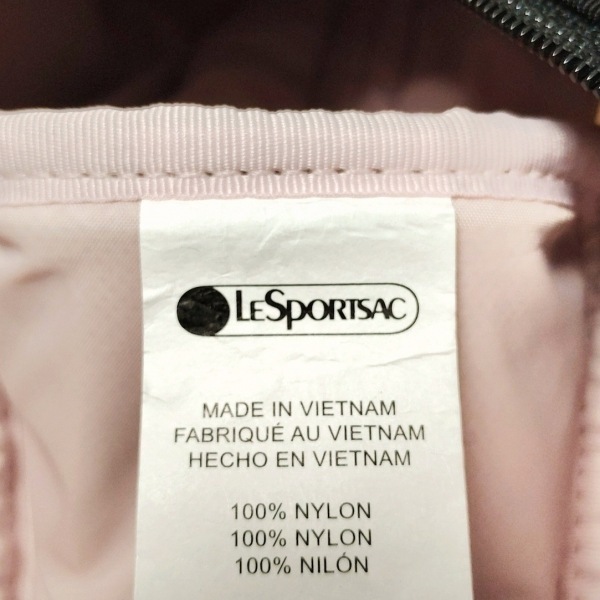 LESPORTSAC
MADE IN VIETNAM
FABRIQUÉ AU VIETNAM
HECHO EN VIETNAM
100% NYLON
100% NYLON
100% NILÓN